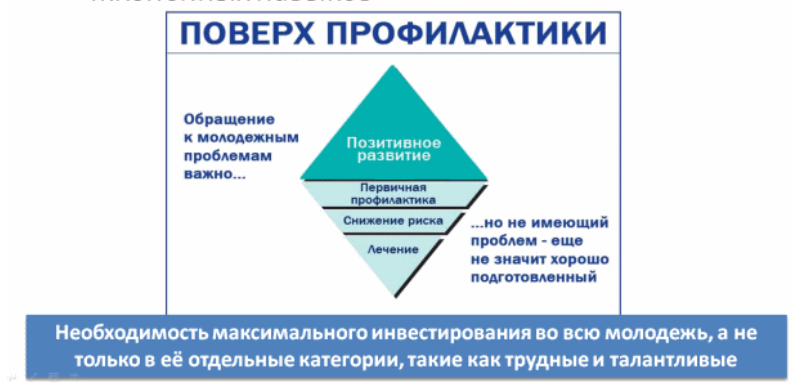 ПОВЕРХ ПРОФИЛАКТИКИ
Обращение
к молодежным
проблемам
важно...
Позитивное
развитие
Первичная
профилактика
Снижение риска
Лечение
...но не имеющий
проблем - еще
не значит хорошо
подготовленный
Необходимость максимального инвестирования во всю молодежь, а не
только в её отдельные категории, такие как трудные и талантливые